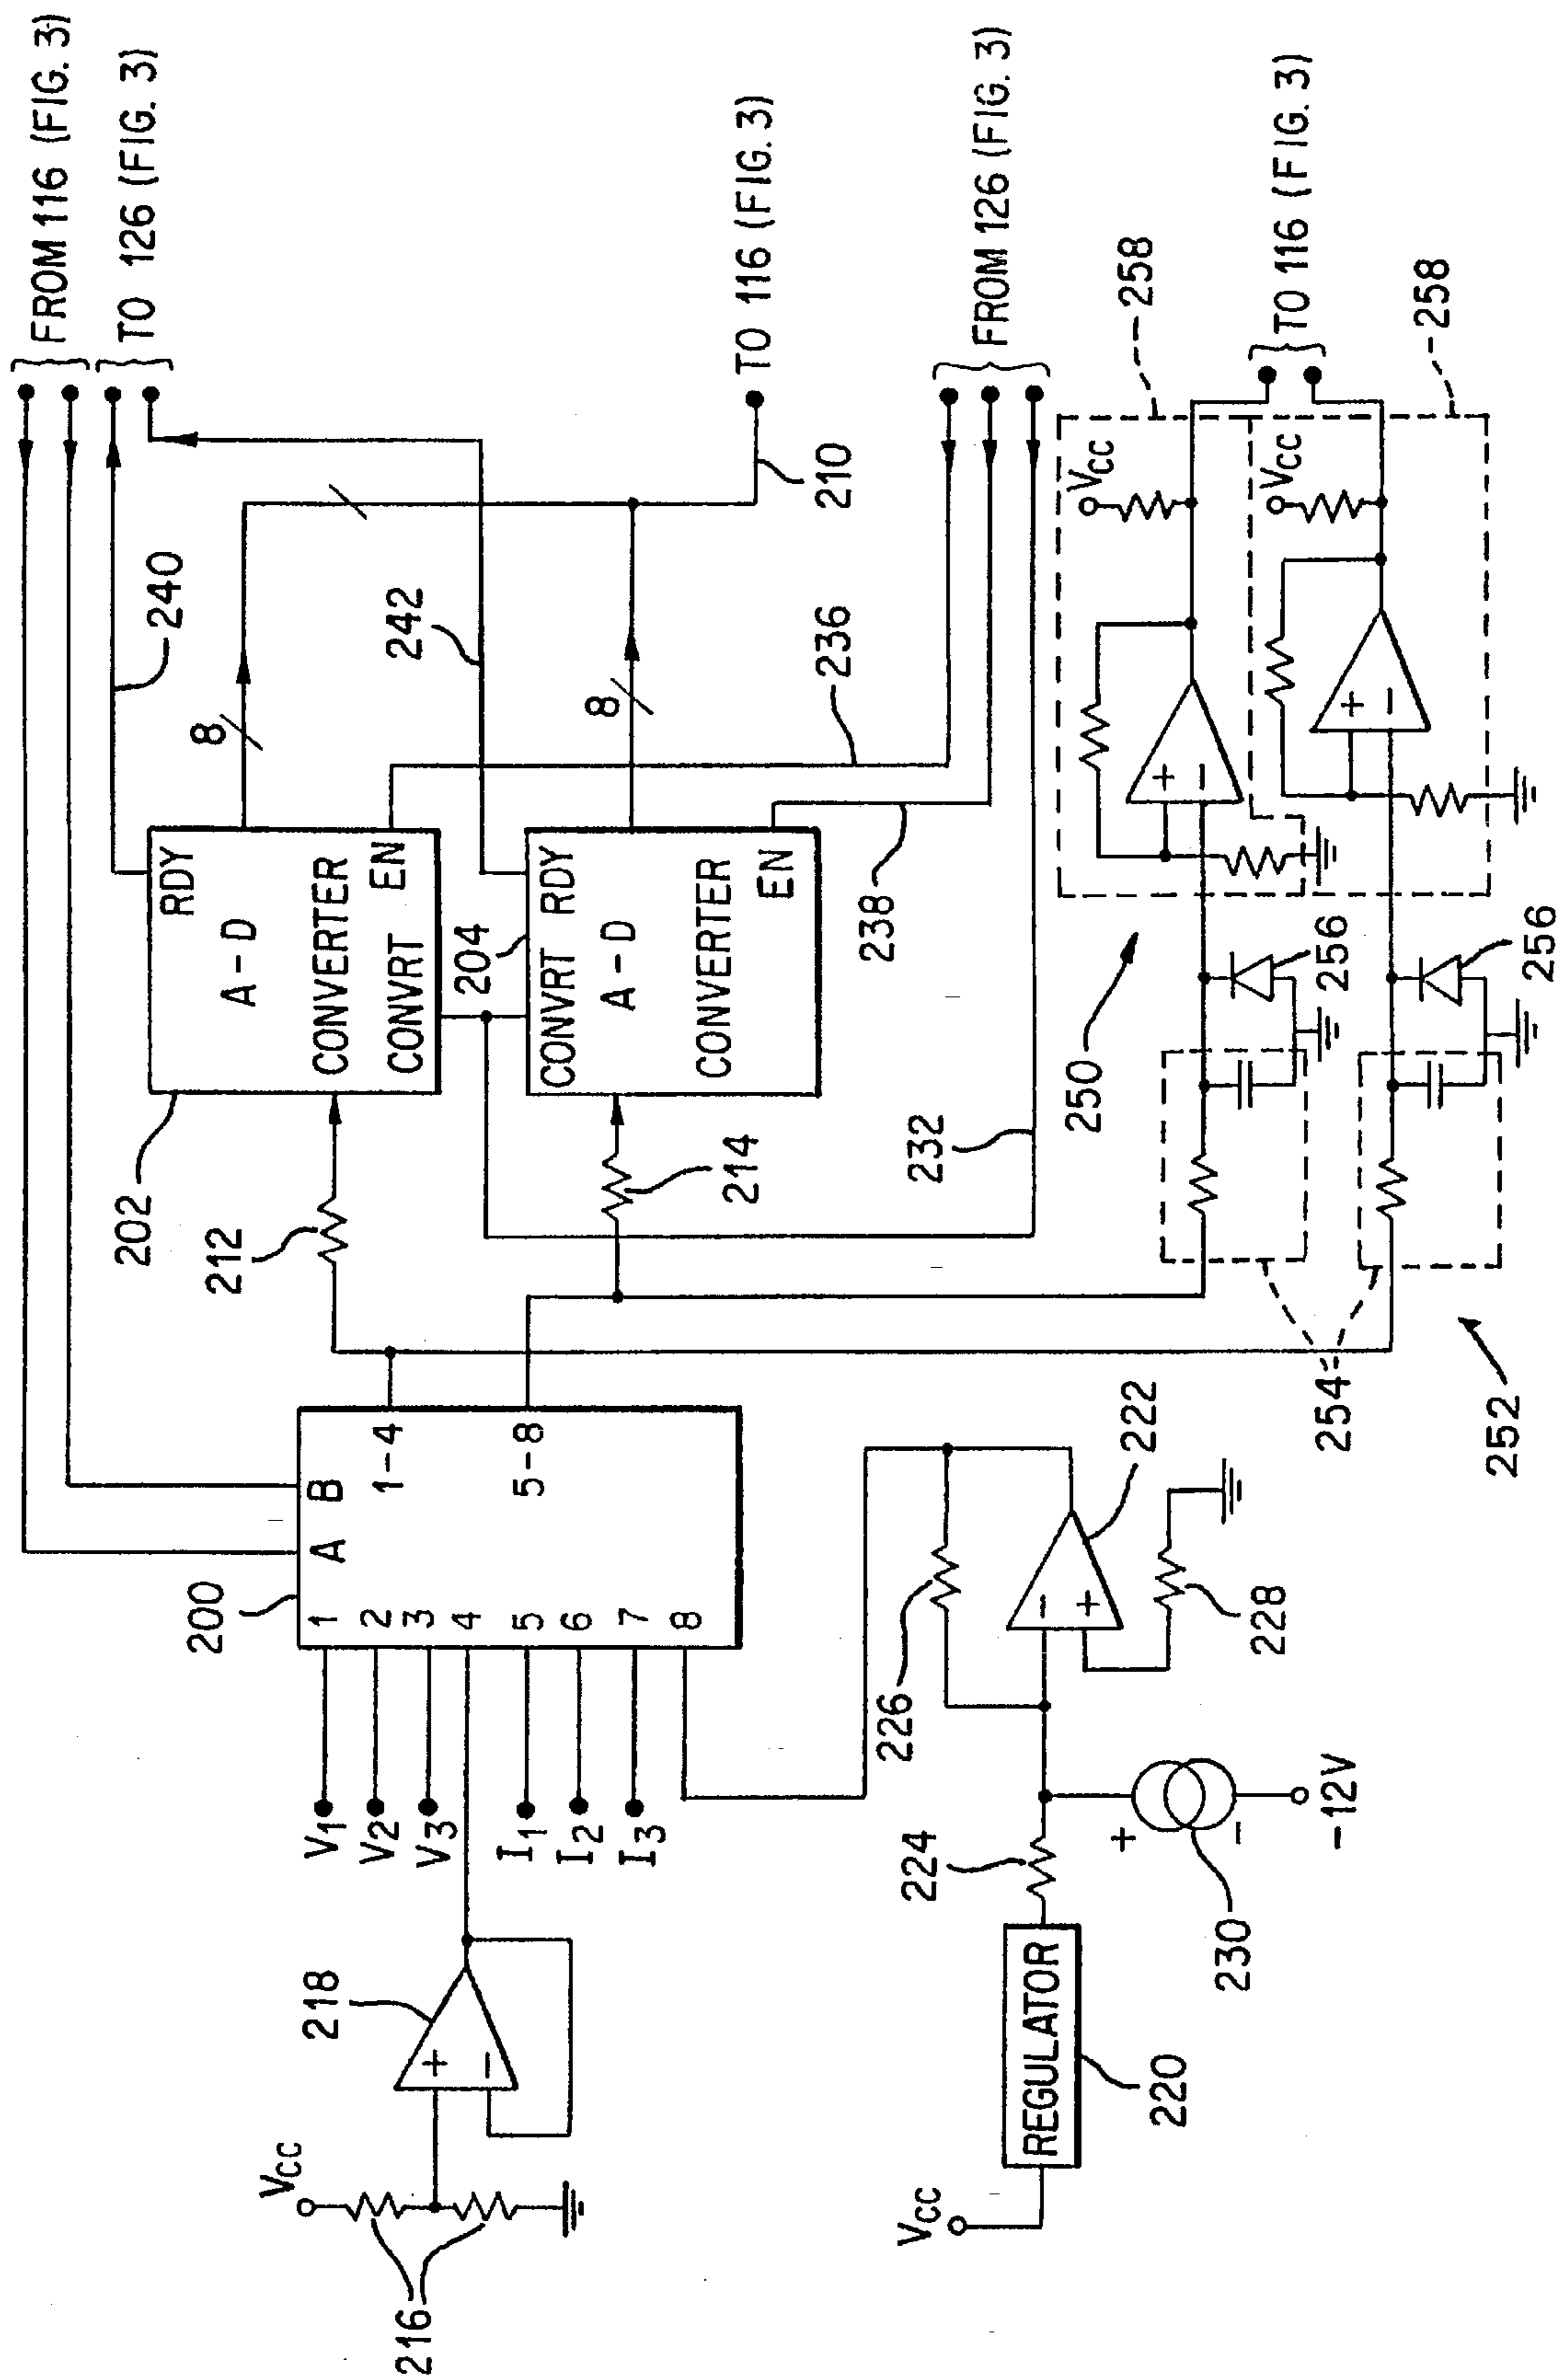 FROM 116 (FIG. 3)
TO 126 (FIG. 3)
240
8
RDY
A-D
CONVERTER
EN
CONVRT
202
212
242
8
204
CONVRT RDY
A-D
CONVERTER
EN
214
210
TO 116 (FIG. 3)
236
238
232
FROM 126 (FIG. 3)
200
A
B
1
2
3
4
5
6
7
8
1-4
5-8
V1
V2
V3
I1
I2
I3
VCC
216
218
+
-
VCC
REGULATOR
220
224
226
+
-
230
-12V
-
+
222
228
250
254
252
256
256
+
-
VCC
258
+
-
VCC
258
TO 116 (FIG. 3)